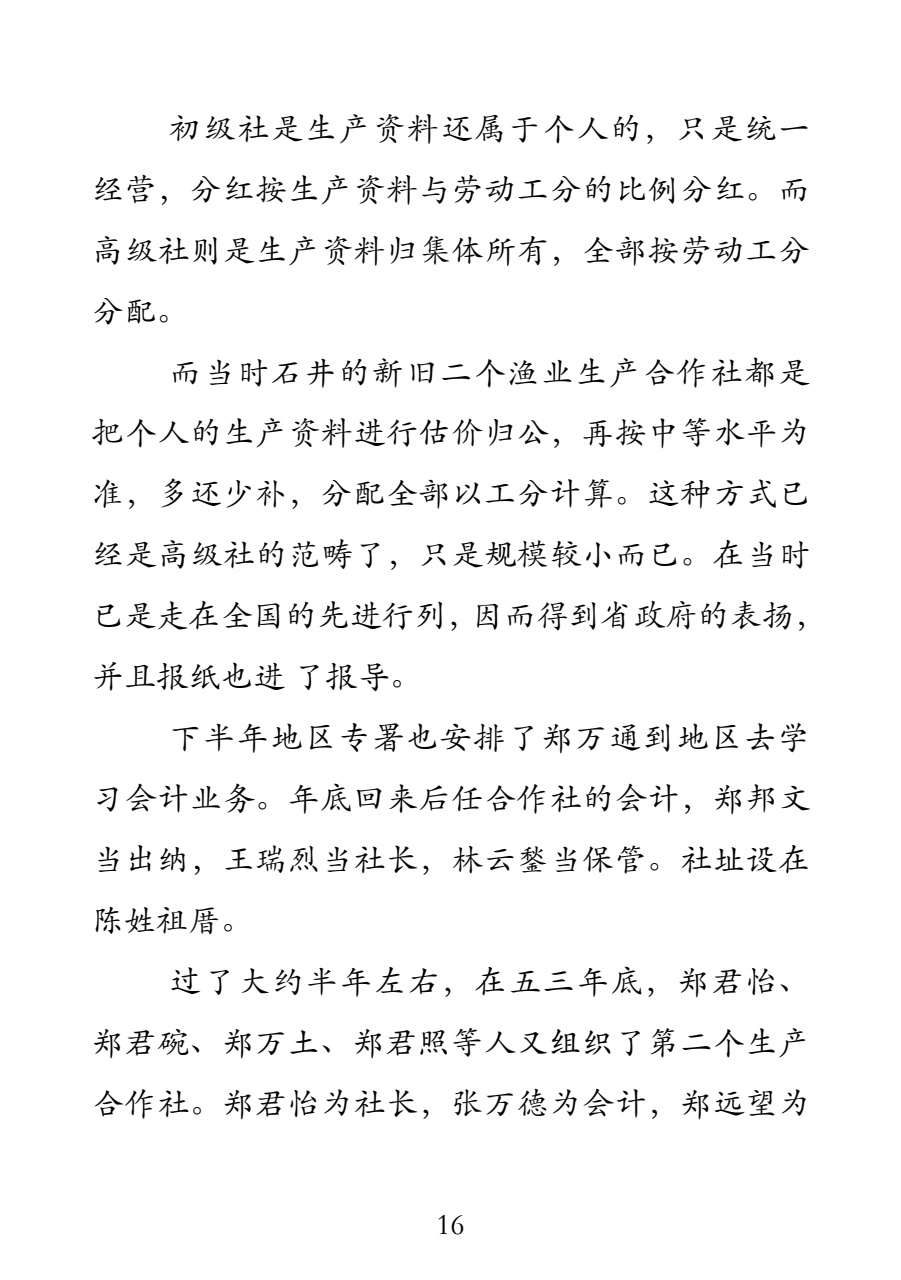 初级社是生产资料还属于个人的，只是统一
经营，分红按生产资料与劳动工分的比例分红。而
高级社则是生产资料归集体所有，全部按劳动工分
分配。
而当时石井的新旧二个渔业生产合作社都是
把个人的生产资料进行估价归公，再按中等水平为
准，多还少补，分配全部以工分计算。这种方式已
经是高级社的范畴了，只是规模较小而已。在当时
已是走在全国的先进行列，因而得到省政府的表扬，
并且报纸也进 了报导。
下半年地区专署也安排了郑万通到地区去学
习会计业务。年底回来后任合作社的会计，郑邦文
当出纳，王瑞烈当社长，林云鍫当保管。社址设在
陈姓祖厝。
过了大约半年左右，在五三年底，郑君怡、
郑君碗、郑万土、郑君照等人又组织了第二个生产
合作社。郑君怡为社长，张万德为会计，郑远望为
16